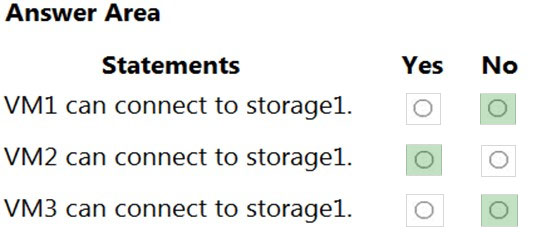 Answer Area
Statements Yes No
VM1 can connect to storage1.
VM2 can connect to storage1.
VM3 can connect to storage1.